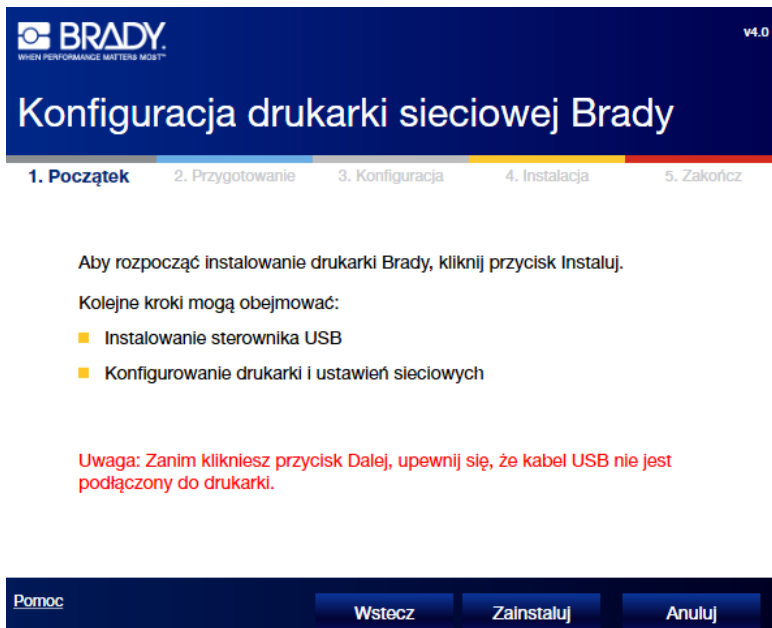 BRADY.
WHEN PERFORMANCE MATTERS MOST™
v4.0
Konfiguracja drukarki sieciowej Brady
1. Początek 2. Przygotowanie 3. Konfiguracja 4. Instalacja 5. Zakończ
Aby rozpocząć instalowanie drukarki Brady, kliknij przycisk Instaluj.
Kolejne kroki mogą obejmować:
Instalowanie sterownika USB
Konfigurowanie drukarki i ustawień sieciowych
Uwaga: Zanim klikniesz przycisk Dalej, upewnij się, że kabel USB nie jest
podłączony do drukarki.
Pomoc Wstecz Zainstaluj Anuluj